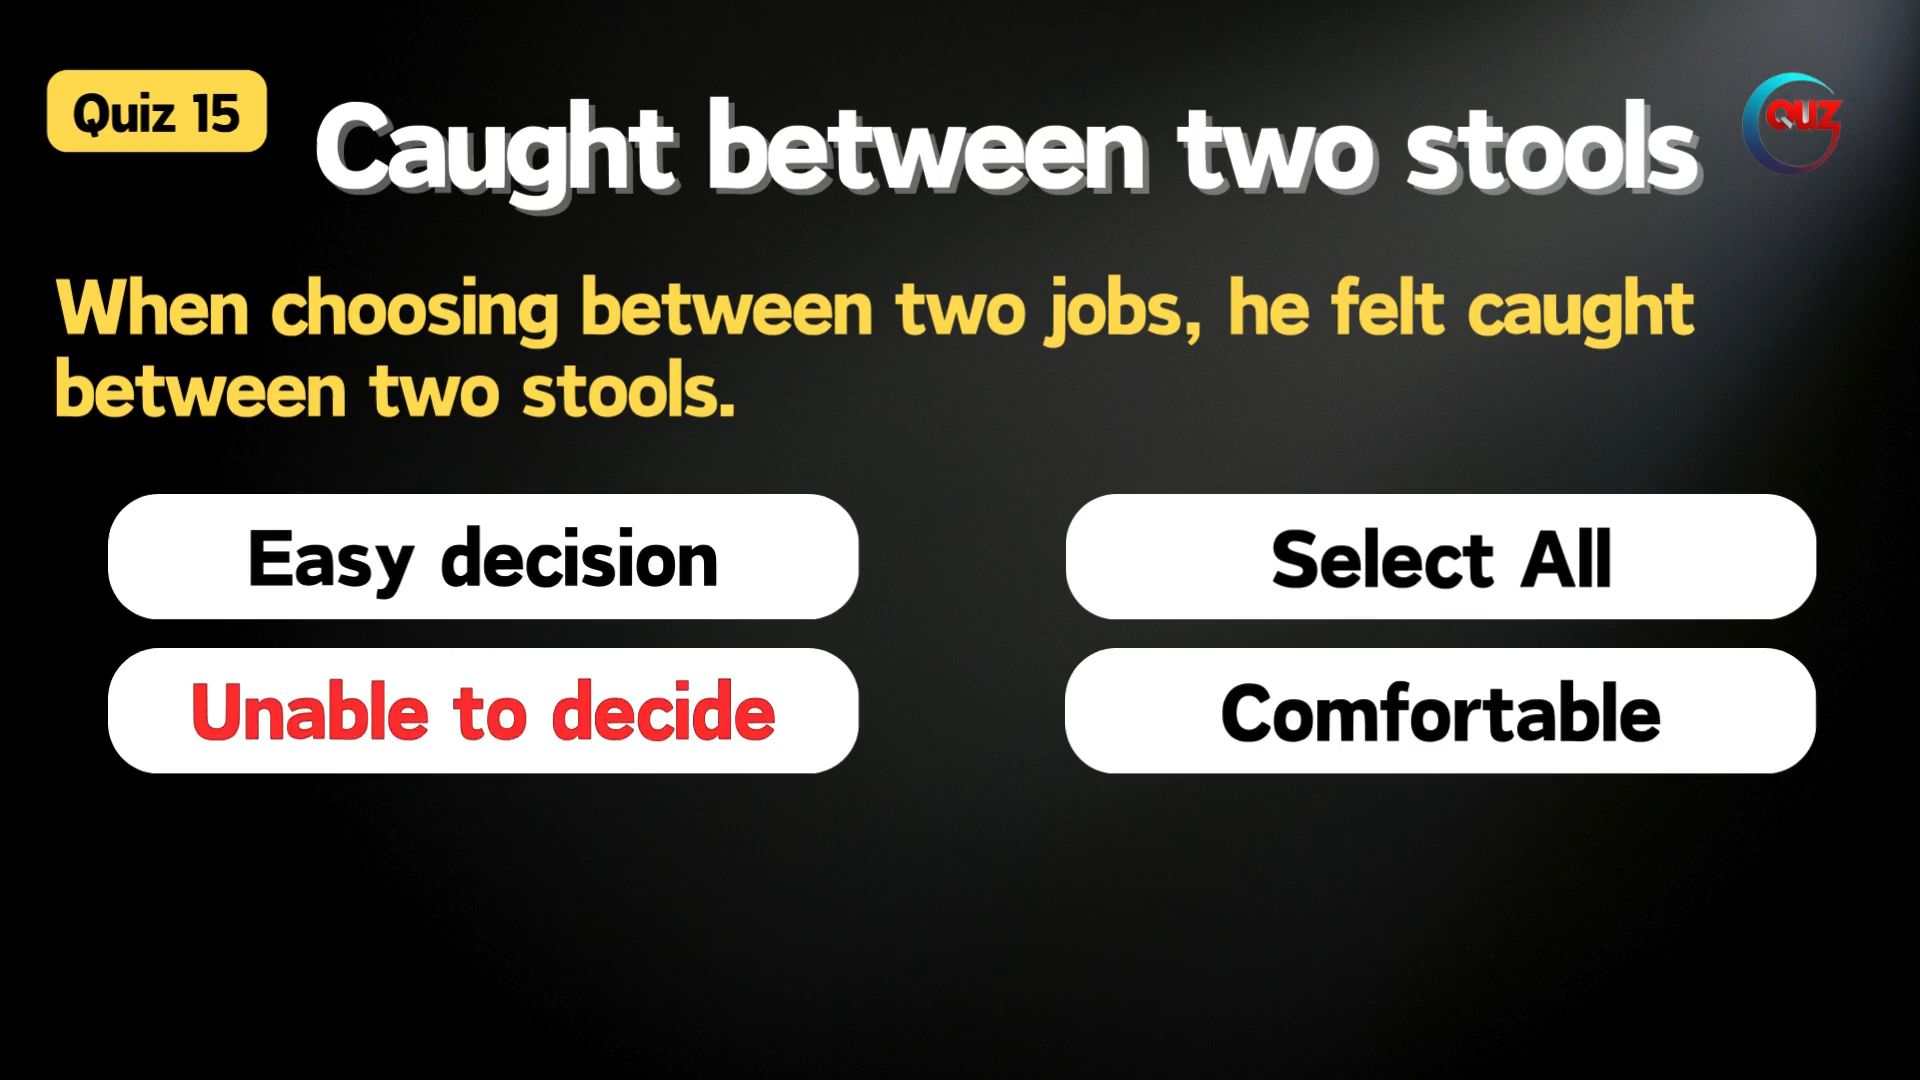 Quiz 15
Caught between two stools
QUZ
When choosing between two jobs, he felt caught
between two stools.
Easy decision
Select All
Unable to decide
Comfortable